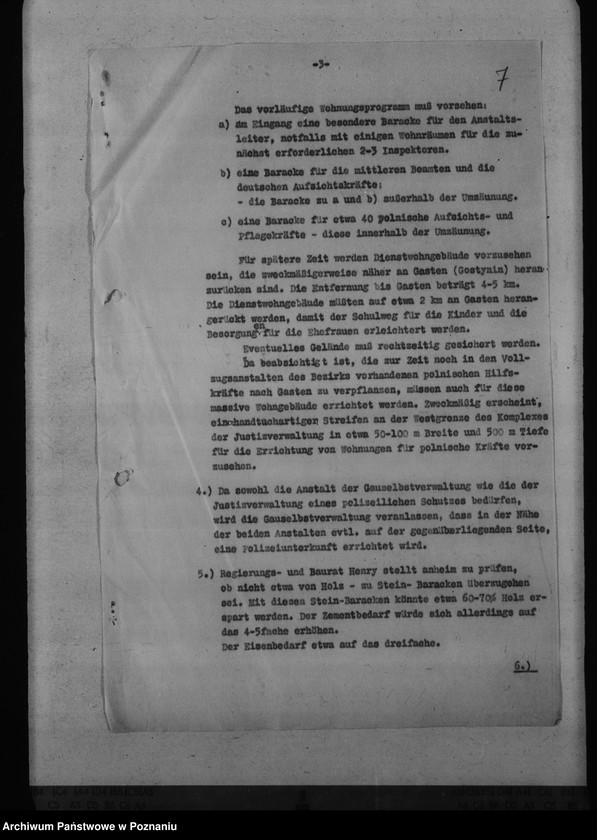 -3-
7
Das vorläufige Wohnungsprogramm muß vorsehen:
a) Am Eingang eine besondere Baracke für den Anstalts-
leiter, notfalls mit einigen Wohnräumen für die zu-
nächst erforderlichen 2-3 Inspektoren.
b) eine Baracke für die mittleren Beamten und die
deutschen Aufsichtskräfte:
- die Baracke zu a und b) außerhalb der Umzäunung.
c) eine Baracke für etwa 40 polnische Aufsichts- und
Pflegekräfte - diese innerhalb der Umzäunung.
Für spätere Zeit werden Dienstwohngebäude vorzusehen
sein, die zweckmäßigerweise näher an Gasten (Gostynin) heran
zurücken sind. Die Entfernung bis Gasten beträgt 4-5 km.
Die Dienstwohngebäude müßten auf etwa 2 km an Gasten heran-
gerückt werden, damit der Schulweg für die Kinder und die
Besorgungen für die Ehefrauen erleichtert werden.
Eventuelles Gelände muß rechtzeitig gesichert werden.
Da beabsichtigt ist, die zur Zeit noch in den Voll-
zugsanstalten des Bezirks vorhandenen polnischen Hilfs-
kräfte nach Gasten zu verpflanzen, müssen auch für diese
massive Wohngebäude errichtet werden. Zweckmäßig erscheint,
ein handtuchartiger Streifen an der Westgrenze des Komplexes
der Justizverwaltung in etwa 50-100 m Breite und 500 m Tiefe
für die Errichtung von Wohnungen für polnische Kräfte vor-
zusehen.
4.) Da sowohl die Anstalt der Gauselbstverwaltung wie die der
Justizverwaltung eines polizeilichen Schutzes bedürfen,
wird die Gauselbstverwaltung veranlassen, dass in der Nähe
der beiden Anstalten evtl. auf der gegenüberliegenden Seite,
eine Polizeiunterkunft errichtet wird.
5.) Regierungs- und Baurat Henry stellt anheim zu prüfen,
ob nicht etwa von Holz - zu Stein- Baracken überzugehen
sei. Mit diesen Stein-Baracken könnte etwa 60-70% Holz er-
spart werden. Der Zementbedarf würde sich allerdings auf
das 4-5fache erhöhen.
Der Eisenbedarf etwa auf das dreifache.
6.)
Archiwum Państwowe w Poznaniu